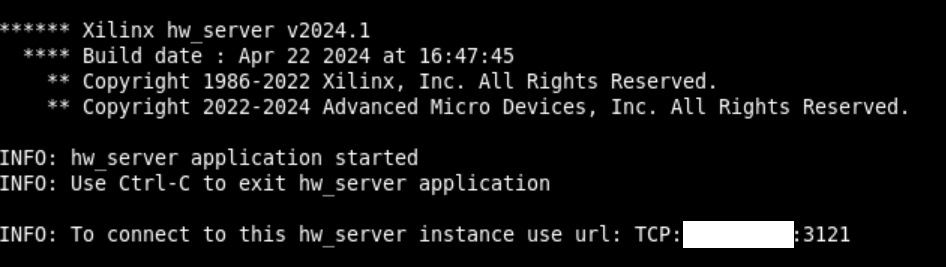 ****** Xilinx hw_server v2024.1
**** Build date : Apr 22 2024 at 16:47:45
** Copyright 1986-2022 Xilinx, Inc. All Rights Reserved.
** Copyright 2022-2024 Advanced Micro Devices, Inc. All Rights Reserved.
INFO: hw_server application started
INFO: Use Ctrl-C to exit hw_server application
INFO: To connect to this hw_server instance use url: TCP: :3121